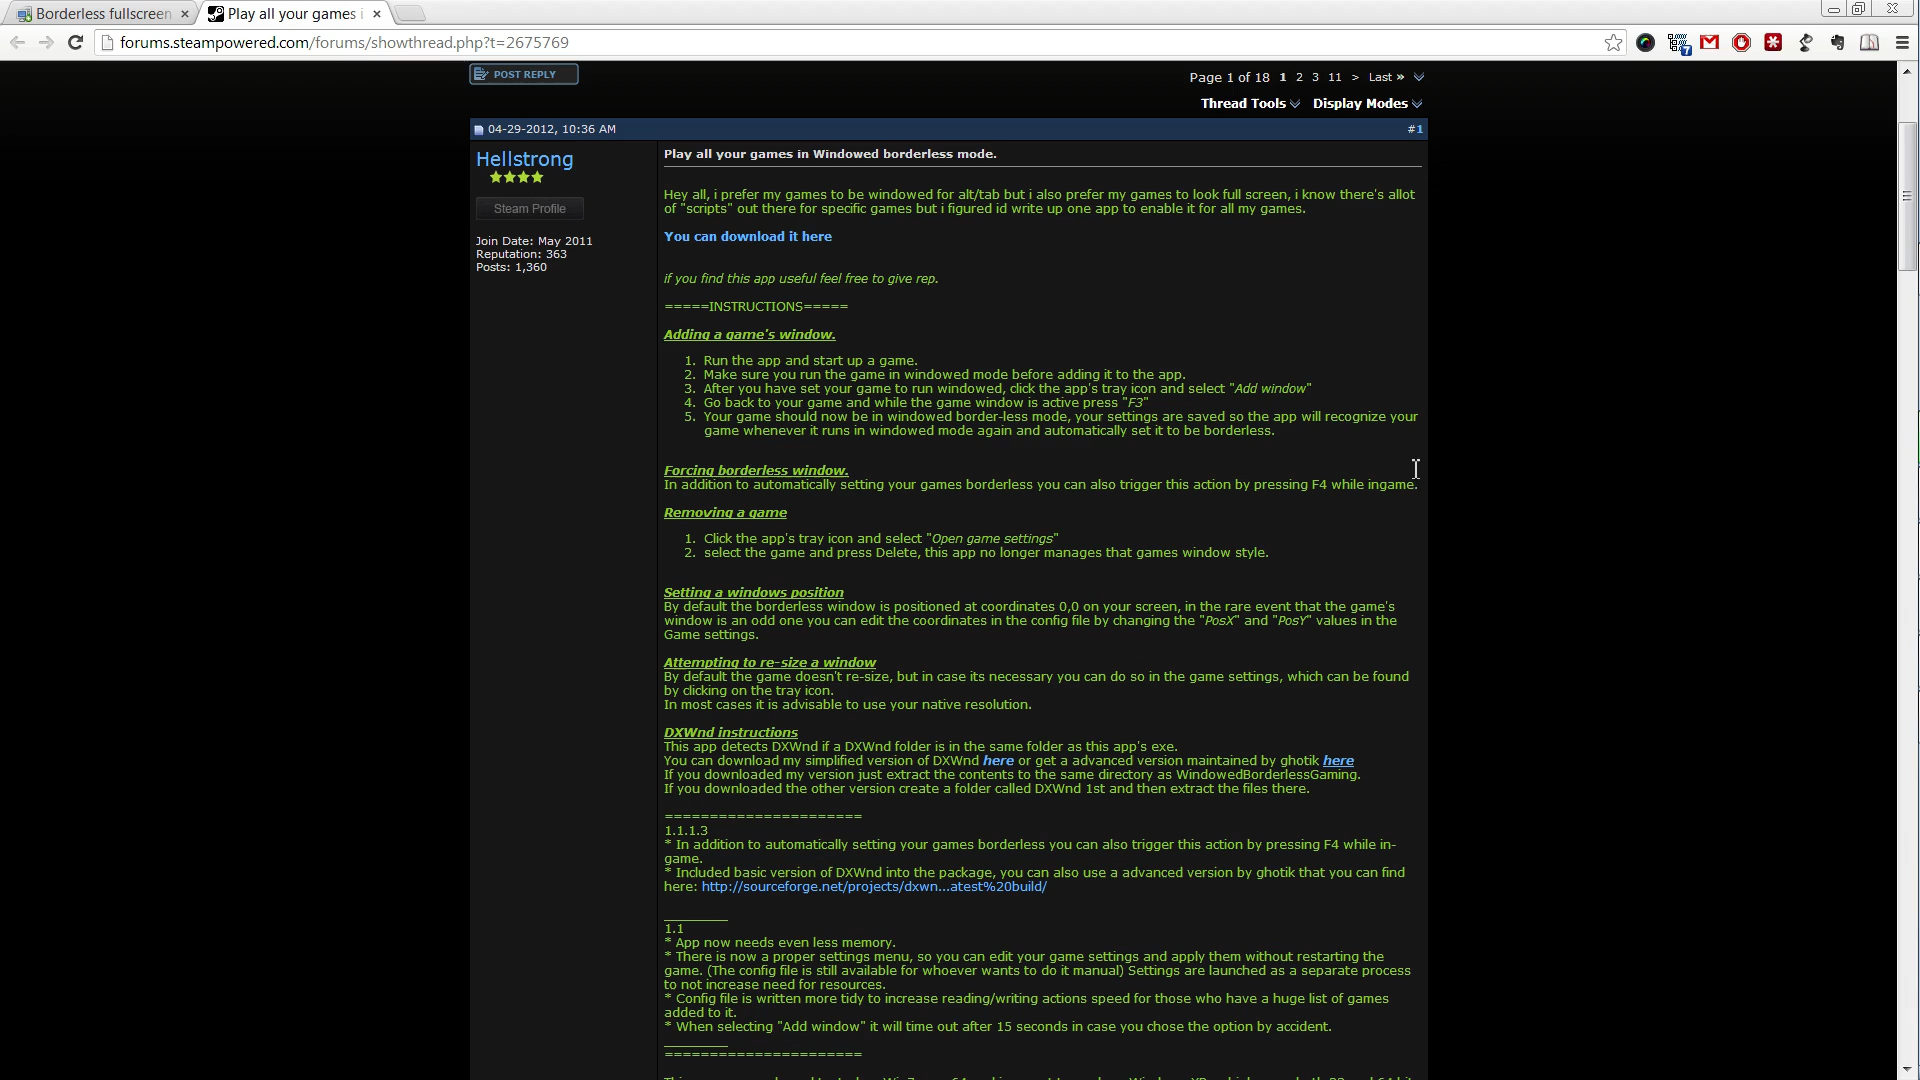 Borderless fullscreen
Play all your games i
forums.steampowered.com/forums/showthread.php?t=2675769
7
POST REPLY
Page 1 of 18 1 2 3 11 > Last »
Thread Tools Display Modes
04-29-2012, 10:36 AM
#1
Hellstrong
Steam Profile
Join Date: May 2011
Reputation: 363
Posts: 1,360
Play all your games in Windowed borderless mode.
Hey all, i prefer my games to be windowed for alt/tab but i also prefer my games to look full screen, i know there's allot
of "scripts" out there for specific games but i figured id write up one app to enable it for all my games.
You can download it here
if you find this app useful feel free to give rep.
=====INSTRUCTIONS=====
Adding a game's window.
1. Run the app and start up a game.
2. Make sure you run the game in windowed mode before adding it to the app.
3. After you have set your game to run windowed, click the app's tray icon and select "Add window"
4. Go back to your game and while the game window is active press "F3"
5. Your game should now be in windowed border-less mode, your settings are saved so the app will recognize your
game whenever it runs in windowed mode again and automatically set it to be borderless.
Forcing borderless window.
In addition to automatically setting your games borderless you can also trigger this action by pressing F4 while ingame.
Removing a game
1. Click the app's tray icon and select "Open game settings"
2. select the game and press Delete, this app no longer manages that games window style.
Setting a windows position
By default the borderless window is positioned at coordinates 0,0 on your screen, in the rare event that the game's
window is an odd one you can edit the coordinates in the config file by changing the "PosX" and "PosY" values in the
Game settings.
Attempting to re-size a window
By default the game doesn't re-size, but in case its necessary you can do so in the game settings, which can be found
by clicking on the tray icon.
In most cases it is advisable to use your native resolution.
DXWnd instructions
This app detects DXWnd if a DXWnd folder is in the same folder as this app's exe.
You can download my simplified version of DXWnd here or get a advanced version maintained by ghotik here
If you downloaded my version just extract the contents to the same directory as WindowedBorderlessGaming.
If you downloaded the other version create a folder called DXWnd 1st and then extract the files there.
======================
1.1.1.3
* In addition to automatically setting your games borderless you can also trigger this action by pressing F4 while in-
game.
* Included basic version of DXWnd into the package, you can also use a advanced version by ghotik that you can find
here: http://sourceforge.net/projects/dxwn...atest%20build/
________
1.1
* App now needs even less memory.
* There is now a proper settings menu, so you can edit your game settings and apply them without restarting the
game. (The config file is still available for whoever wants to do it manual) Settings are launched as a separate process
to not increase need for resources.
* Config file is written more tidy to increase reading/writing actions speed for those who have a huge list of games
added to it.
* When selecting "Add window" it will time out after 15 seconds in case you chose the option by accident.
________
======================